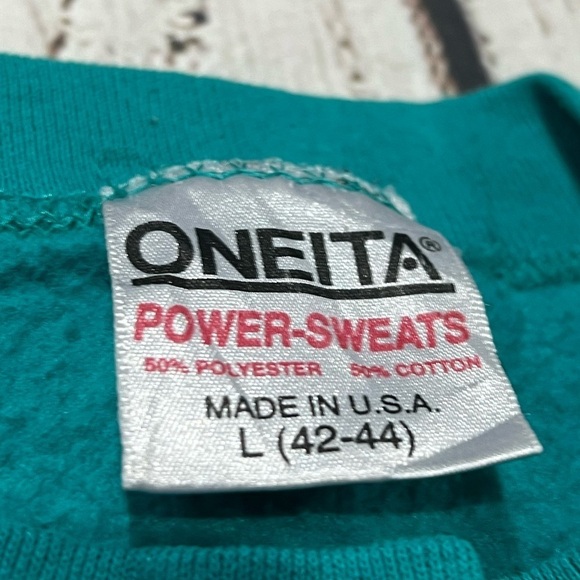 ONEITA®
POWER-SWEATS
50% POLYESTER 50% COTTON
MADE IN U.S.A.
L (42-44)